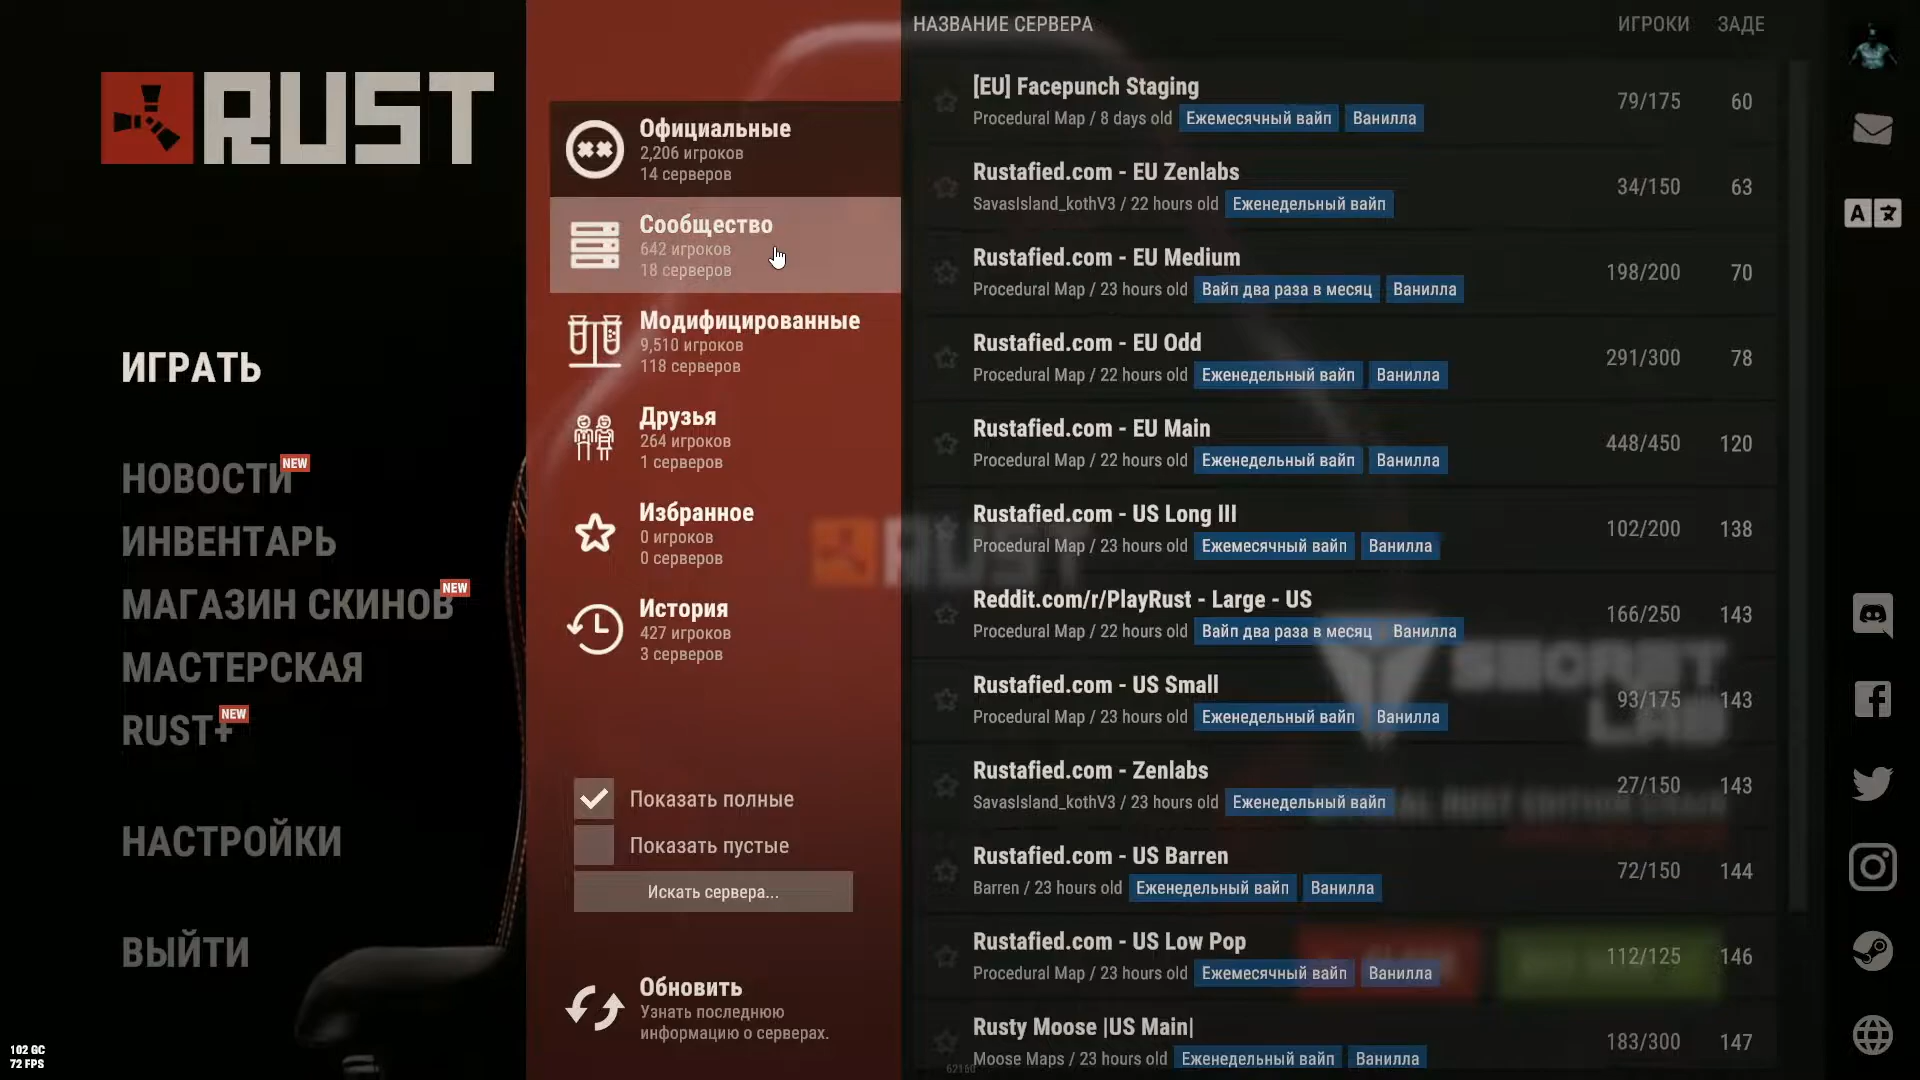 RUST
ИГРАТЬ
НОВОСТИ
NEW
ИНВЕНТАРЬ
МАГАЗИН СКИНОВ
NEW
МАСТЕРСКАЯ
RUST+
NEW
НАСТРОЙКИ
ВЫЙТИ
102 GC
72 FPS
Официальные
2,206 игроков
14 серверов
Сообщество
642 игроков
18 серверов
Модифицированные
9,510 игроков
118 серверов
Друзья
264 игроков
1 серверов
Избранное
0 игроков
0 серверов
История
427 игроков
3 серверов
Показать полные
Показать пустые
Искать сервера...
Обновить
Узнать последнюю
информацию о серверах.
НАЗВАНИЕ СЕРВЕРА ИГРОКИ ЗАДЕ
[EU] Facepunch Staging
Procedural Map / 8 days old Ежемесячный вайп Ванилла
79/175 60
Rustafied.com - EU Zenlabs
SavasIsland_kothV3 / 22 hours old Еженедельный вайп
34/150 63
Rustafied.com - EU Medium
Procedural Map / 23 hours old Вайп два раза в месяц Ванилла
198/200 70
Rustafied.com - EU Odd
Procedural Map / 22 hours old Еженедельный вайп Ванилла
291/300 78
Rustafied.com - EU Main
Procedural Map / 22 hours old Еженедельный вайп Ванилла
448/450 120
Rustafied.com - US Long III
Procedural Map / 23 hours old Ежемесячный вайп Ванилла
102/200 138
Reddit.com/r/PlayRust - Large - US
Procedural Map / 22 hours old Вайп два раза в месяц Ванилла
166/250 143
Rustafied.com - US Small
Procedural Map / 23 hours old Еженедельный вайп Ванилла
93/175 143
Rustafied.com - Zenlabs
SavasIsland_kothV3 / 23 hours old Еженедельный вайп
27/150 143
Rustafied.com - US Barren
Barren / 23 hours old Еженедельный вайп Ванилла
72/150 144
Rustafied.com - US Low Pop
Procedural Map / 23 hours old Ежемесячный вайп Ванилла
112/125 146
Rusty Moose |US Main|
Moose Maps / 23 hours old Еженедельный вайп Ванилла
183/300 147
RUST
SECRET
LAB
A